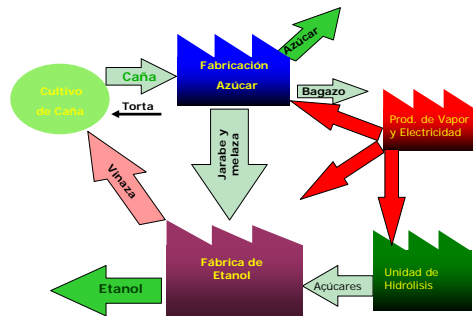 Azúcar
Fabricación
Azúcar
Caña
Bagazo
Cultivo
de Caña
Torta
Prod. de Vapor
y Electricidad
Jarabe y
melaza
Vinaza
Fábrica de
Etanol
Unidad de
Hidrólisis
Açúcares
Etanol